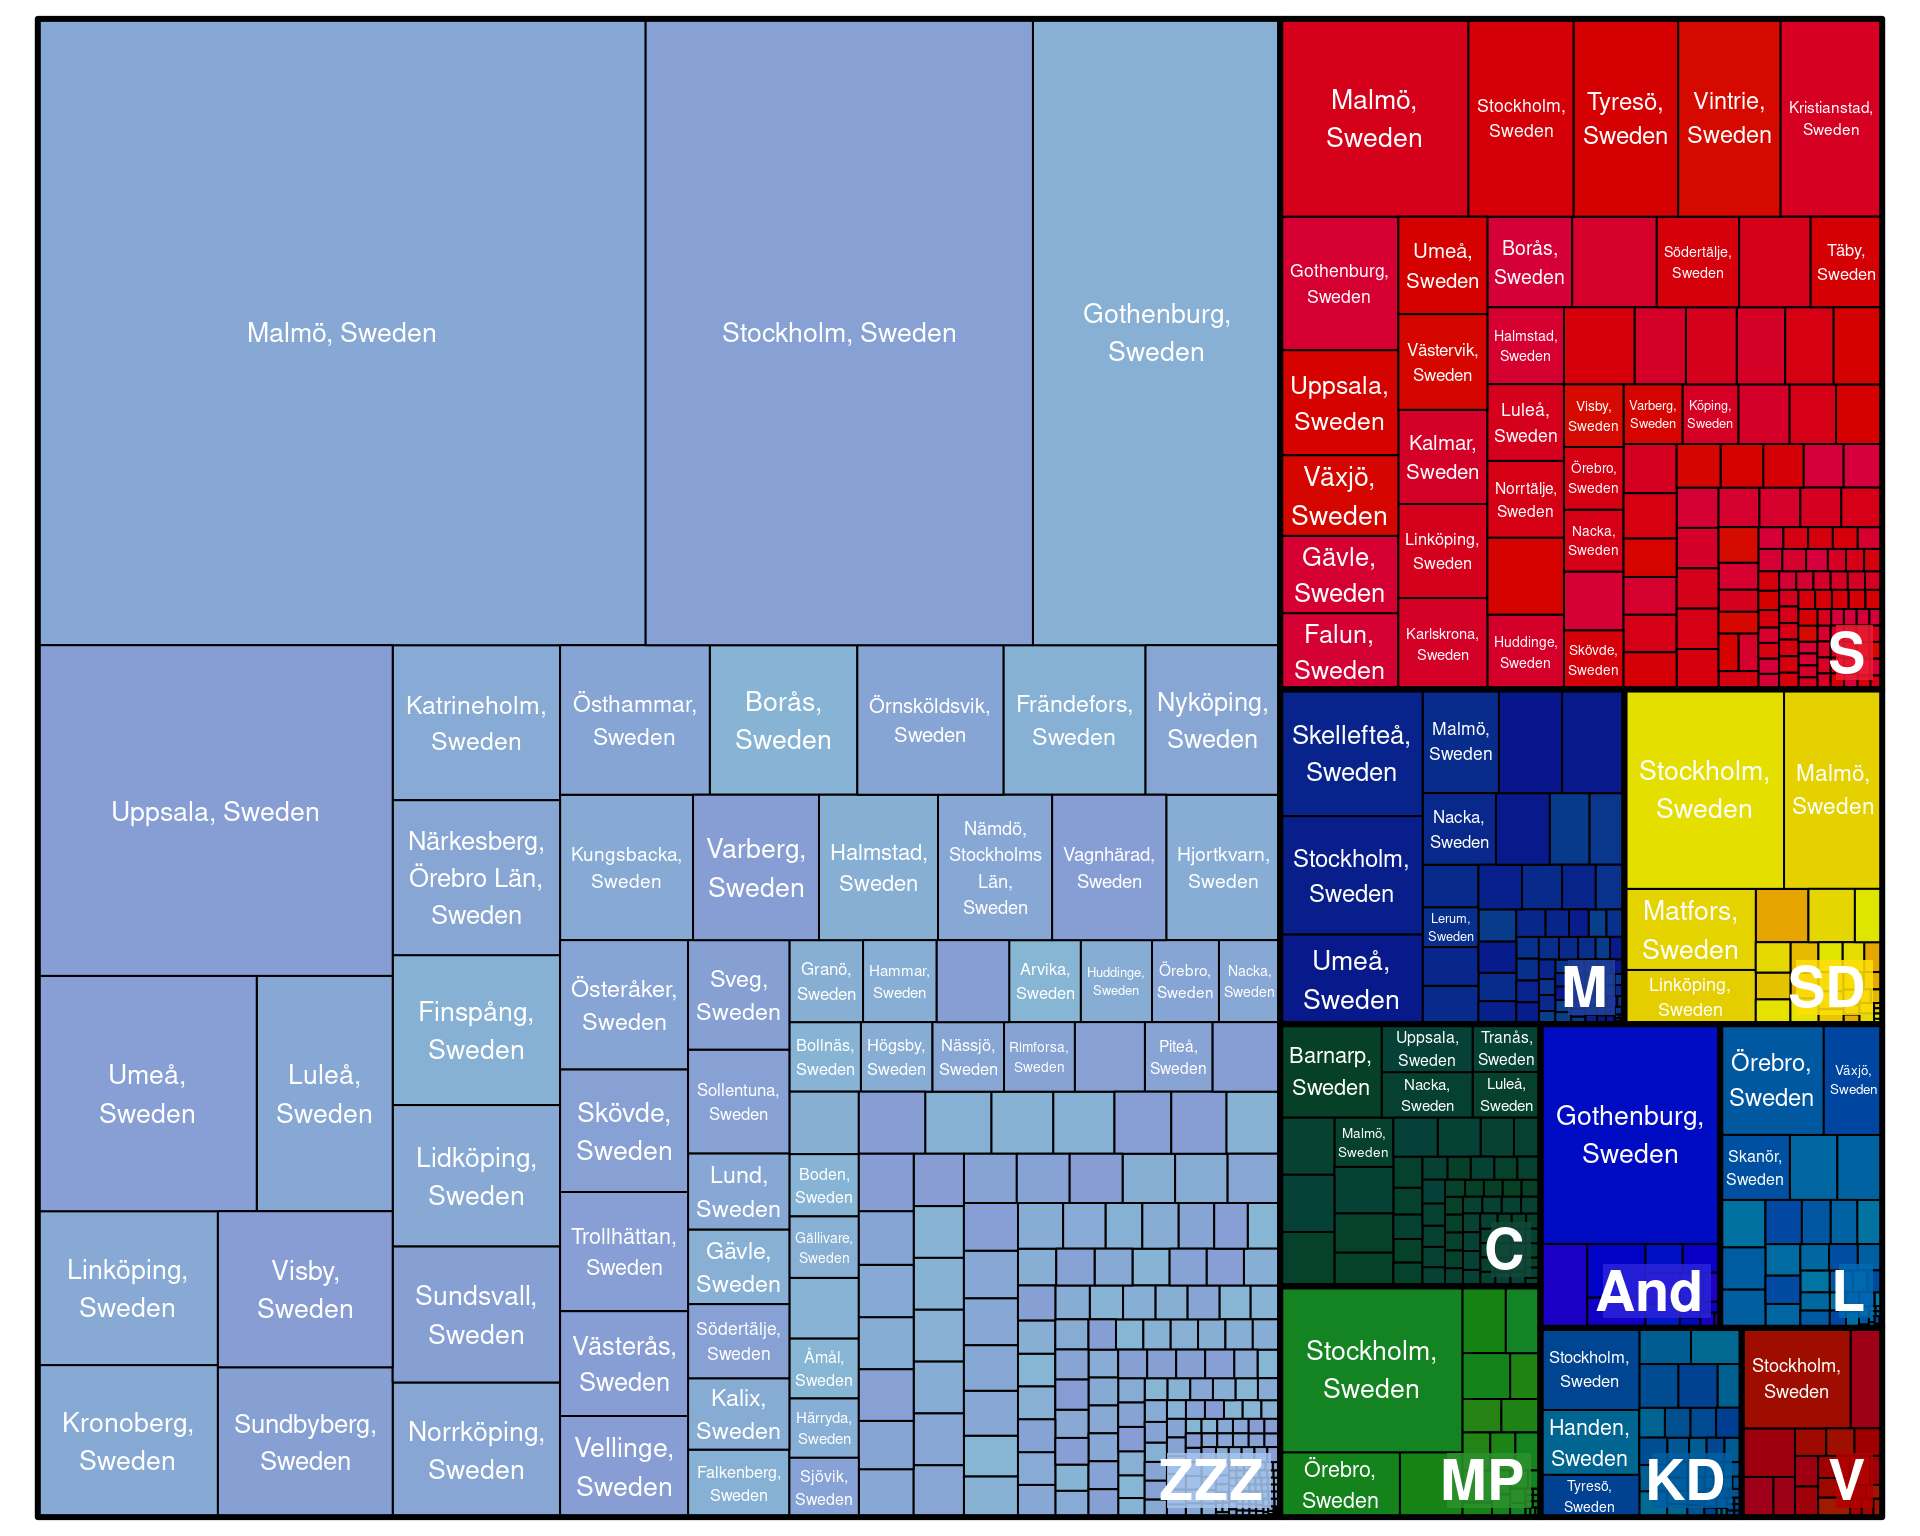 Malmö, Sweden
Stockholm, Sweden
Gothenburg,
Sweden
Uppsala, Sweden
Umeå,
Sweden
Luleå,
Sweden
Linköping,
Sweden
Visby,
Sweden
Kronoberg,
Sweden
Sundbyberg,
Sweden
Katrineholm,
Sweden
Närkesberg,
Örebro Län,
Sweden
Finspång,
Sweden
Lidköping,
Sweden
Sundsvall,
Sweden
Norrköping,
Sweden
Östhammar,
Sweden
Borås,
Sweden
Örnsköldsvik,
Sweden
Frändefors,
Sweden
Nyköping,
Sweden
Kungsbacka,
Sweden
Varberg,
Sweden
Halmstad,
Sweden
Nämdö,
Stockholms
Län,
Sweden
Vagnhärad,
Sweden
Hjortkvarn,
Sweden
Österåker,
Sweden
Skövde,
Sweden
Trollhättan,
Sweden
Västerås,
Sweden
Vellinge,
Sweden
Sveg,
Sweden
Sollentuna,
Sweden
Lund,
Sweden
Gävle,
Sweden
Södertälje,
Sweden
Kalix,
Sweden
Falkenberg,
Sweden
Granö,
Sweden
Hammar,
Sweden
Arvika,
Sweden
Huddinge,
Sweden
Örebro,
Sweden
Nacka,
Sweden
Bollnäs,
Sweden
Högsby,
Sweden
Nässjö,
Sweden
Rimforsa,
Sweden
Piteå,
Sweden
Boden,
Sweden
Gällivare,
Sweden
Åmål,
Sweden
Härryda,
Sweden
Sjövik,
Sweden
ZZZ
Malmö,
Sweden
Stockholm,
Sweden
Tyresö,
Sweden
Vintrie,
Sweden
Kristianstad,
Sweden
Gothenburg,
Sweden
Uppsala,
Sweden
Växjö,
Sweden
Gävle,
Sweden
Falun,
Sweden
Umeå,
Sweden
Västervik,
Sweden
Kalmar,
Sweden
Linköping,
Sweden
Karlskrona,
Sweden
Borås,
Sweden
Södertälje,
Sweden
Täby,
Sweden
Halmstad,
Sweden
Luleå,
Sweden
Norrtälje,
Sweden
Huddinge,
Sweden
Visby,
Sweden
Varberg,
Sweden
Köping,
Sweden
Örebro,
Sweden
Nacka,
Sweden
Skövde,
Sweden
S
Skellefteå,
Sweden
Stockholm,
Sweden
Umeå,
Sweden
Malmö,
Sweden
Nacka,
Sweden
Lerum,
Sweden
M
Stockholm,
Sweden
Malmö,
Sweden
Matfors,
Sweden
Linköping,
Sweden
SD
Barnarp,
Sweden
Uppsala,
Sweden
Tranås,
Sweden
Nacka,
Sweden
Luleå,
Sweden
Malmö,
Sweden
C
Gothenburg,
Sweden
And
Örebro,
Sweden
Växjö,
Sweden
Skanör,
Sweden
L
Stockholm,
Sweden
Örebro,
Sweden
MP
Stockholm,
Sweden
Handen,
Sweden
Tyresö,
Sweden
KD
Stockholm,
Sweden
V